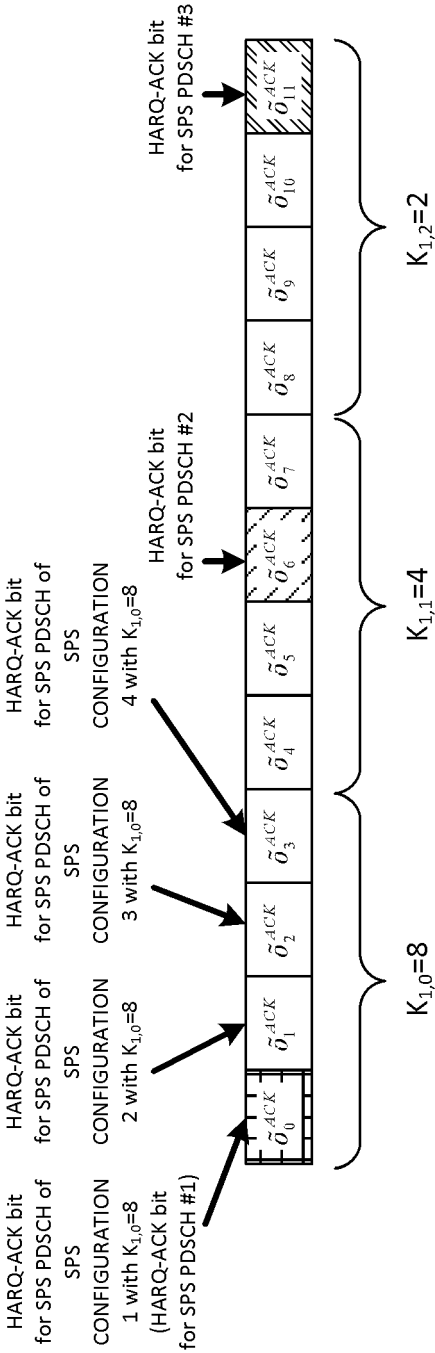 HARQ-ACK bit
for SPS PDSCH of
SPS
CONFIGURATION
1 with K₁,₀=8
(HARQ-ACK bit
for SPS PDSCH #1)
HARQ-ACK bit
for SPS PDSCH of
SPS
CONFIGURATION
2 with K₁,₀=8
HARQ-ACK bit
for SPS PDSCH of
SPS
CONFIGURATION
3 with K₁,₀=8
HARQ-ACK bit
for SPS PDSCH of
SPS
CONFIGURATION
4 with K₁,₀=8
HARQ-ACK bit
for SPS PDSCH #2
HARQ-ACK bit
for SPS PDSCH #3
õ₀ᴬᶜᴷ
õ₁ᴬᶜᴷ
õ₂ᴬᶜᴷ
õ₃ᴬᶜᴷ
õ₄ᴬᶜᴷ
õ₅ᴬᶜᴷ
õ₆ᴬᶜᴷ
õ₇ᴬᶜᴷ
õ₈ᴬᶜᴷ
õ₉ᴬᶜᴷ
õ₁₀ᴬᶜᴷ
õ₁₁ᴬᶜᴷ
K₁,₀=8
K₁,₁=4
K₁,₂=2